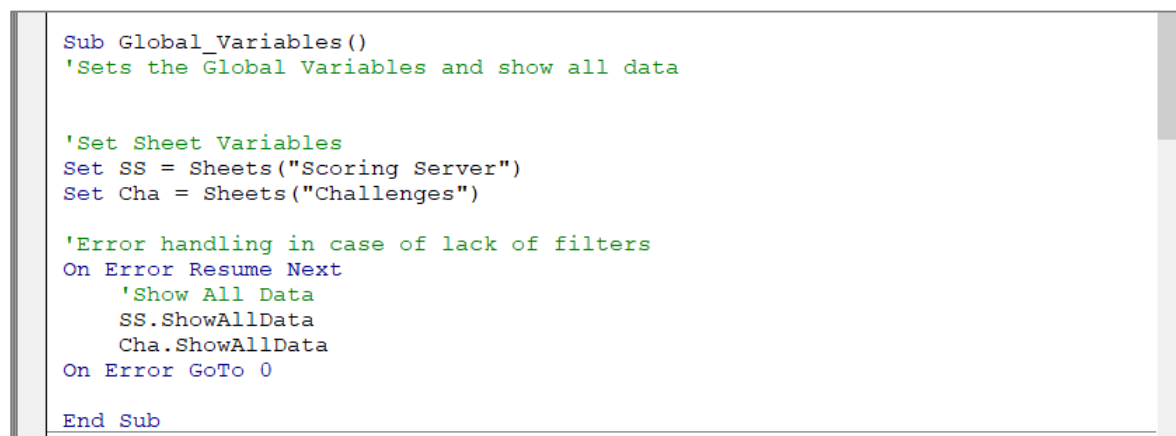 Sub Global_Variables()
'Sets the Global Variables and show all data
'Set Sheet Variables
Set SS = Sheets("Scoring Server")
Set Cha = Sheets("Challenges")
'Error handling in case of lack of filters
On Error Resume Next
'Show All Data
SS.ShowAllData
Cha.ShowAllData
On Error GoTo 0
End Sub